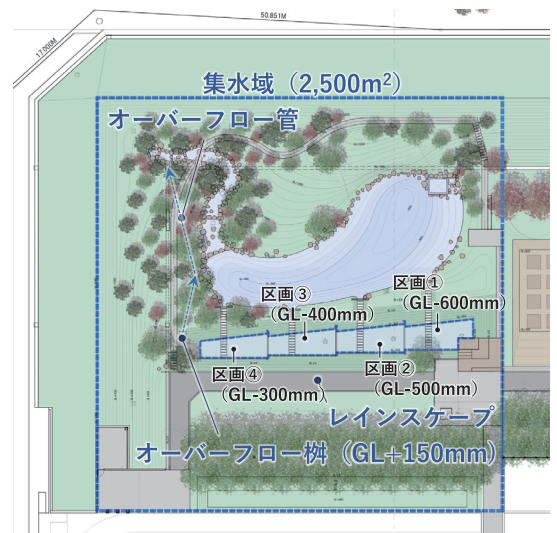 50.851M
17.000M
集水域（2,500m²）
オーバーフロー管
区画①
（GL-600mm）
区画③
（GL-400mm）
区画④
（GL-300mm）
区画②
（GL-500mm）
レインスケープ
オーバーフロー桝（GL+150mm）